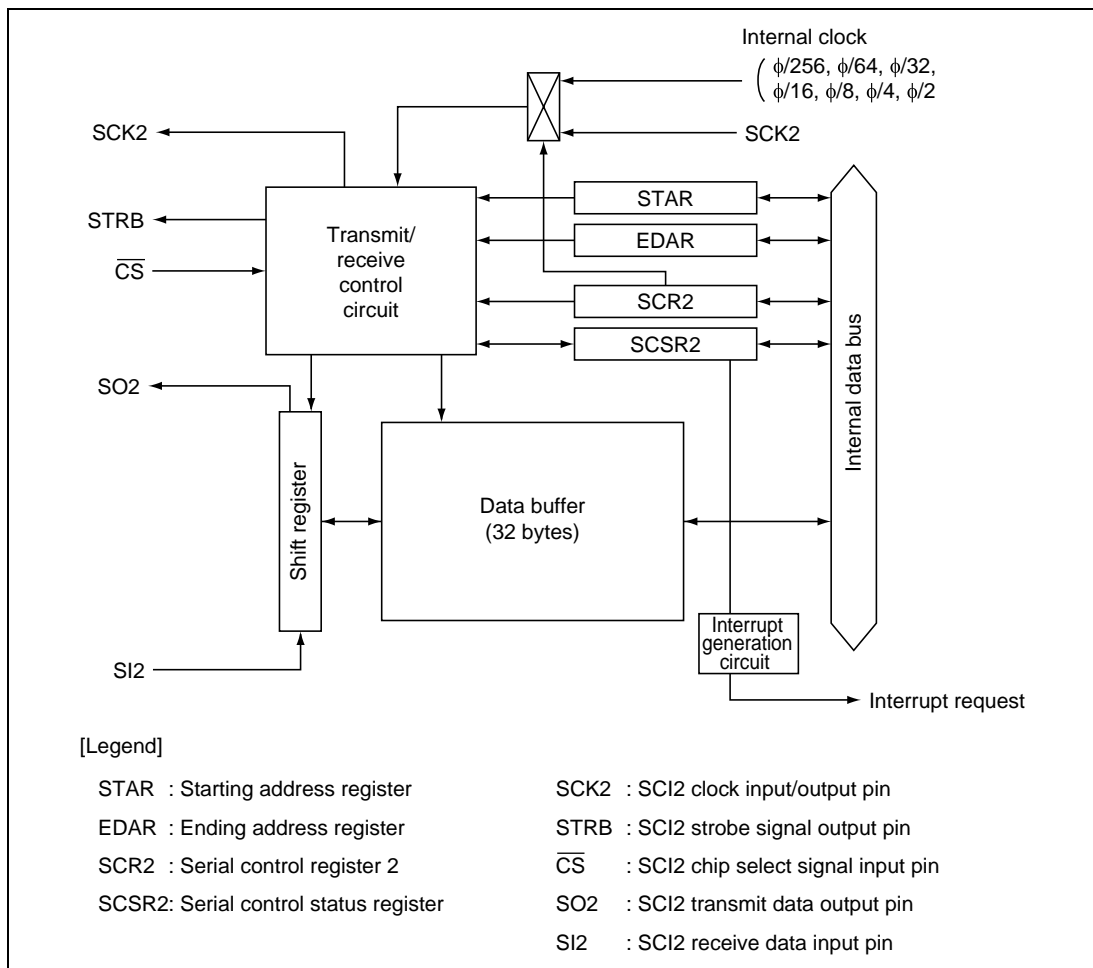 Internal clock
( ϕ/256, ϕ/64, ϕ/32,
ϕ/16, ϕ/8, ϕ/4, ϕ/2
SCK2
SCK2
STAR
STRB
EDAR
Transmit/
receive
control
circuit
C̅S̅
SCR2
SCSR2
Internal data bus
SO2
Shift register
Data buffer
(32 bytes)
Interrupt
generation
circuit
SI2
Interrupt request
[Legend]
STAR : Starting address register
EDAR : Ending address register
SCR2 : Serial control register 2
SCSR2: Serial control status register
SCK2 : SCI2 clock input/output pin
STRB : SCI2 strobe signal output pin
C̅S̅ : SCI2 chip select signal input pin
SO2 : SCI2 transmit data output pin
SI2 : SCI2 receive data input pin